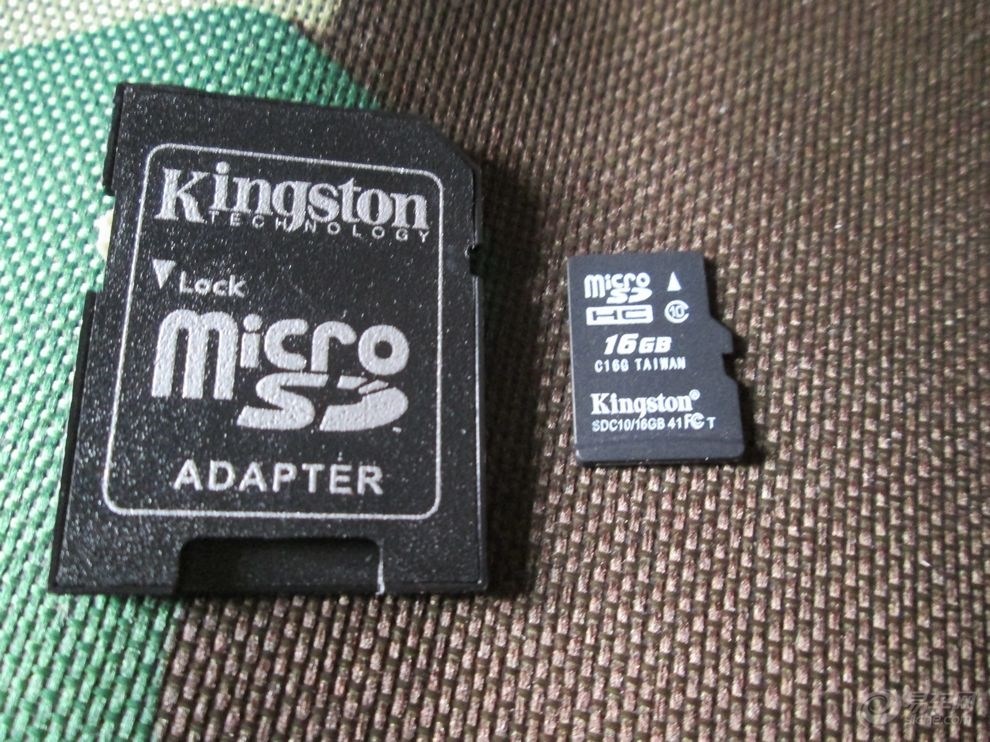 Kingston
TECHNOLOGY
Lock
micro
SD
ADAPTER
micro
SD
HC 10
16GB
C16G TAIWAN
Kingston®
SDC10/16GB 41 FC T